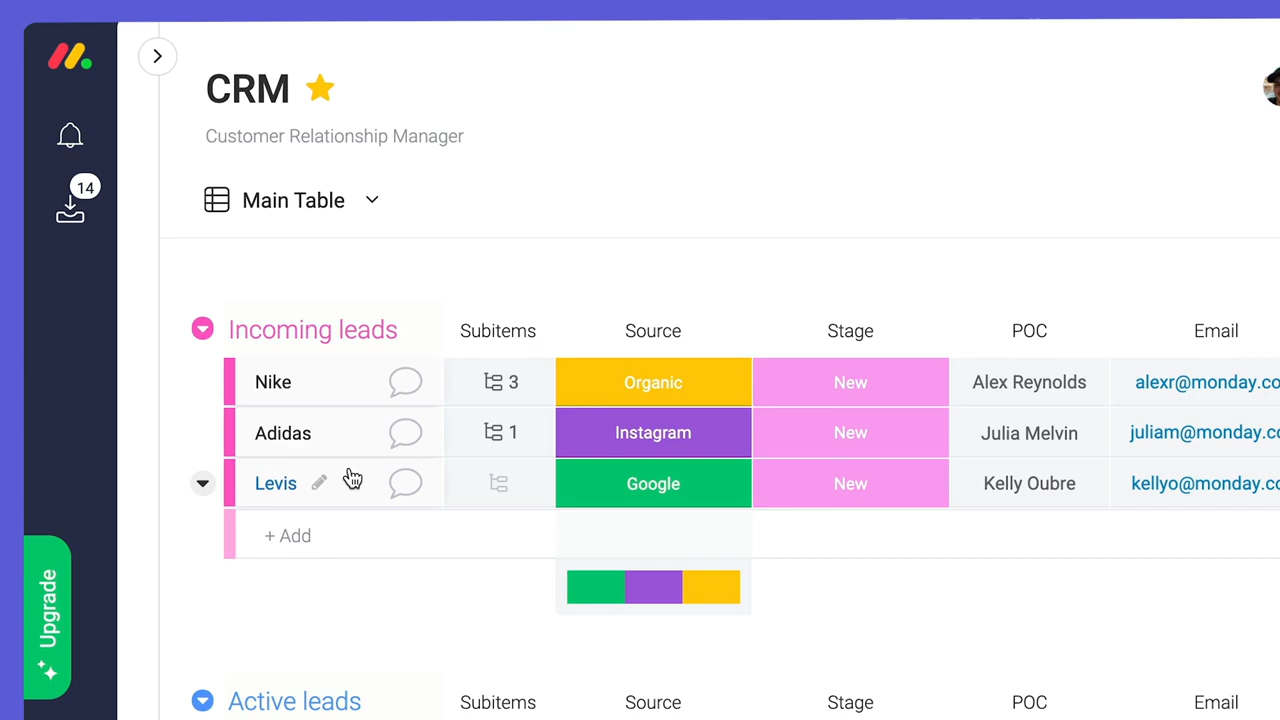 14
CRM
Customer Relationship Manager
Main Table
Incoming leads Subitems Source Stage POC Email
Nike 3 Organic New Alex Reynolds alexr@monday.co
Adidas 1 Instagram New Julia Melvin juliam@monday.c
Levis Google New Kelly Oubre kellyo@monday.co
+ Add
Upgrade
Active leads Subitems Source Stage POC Email